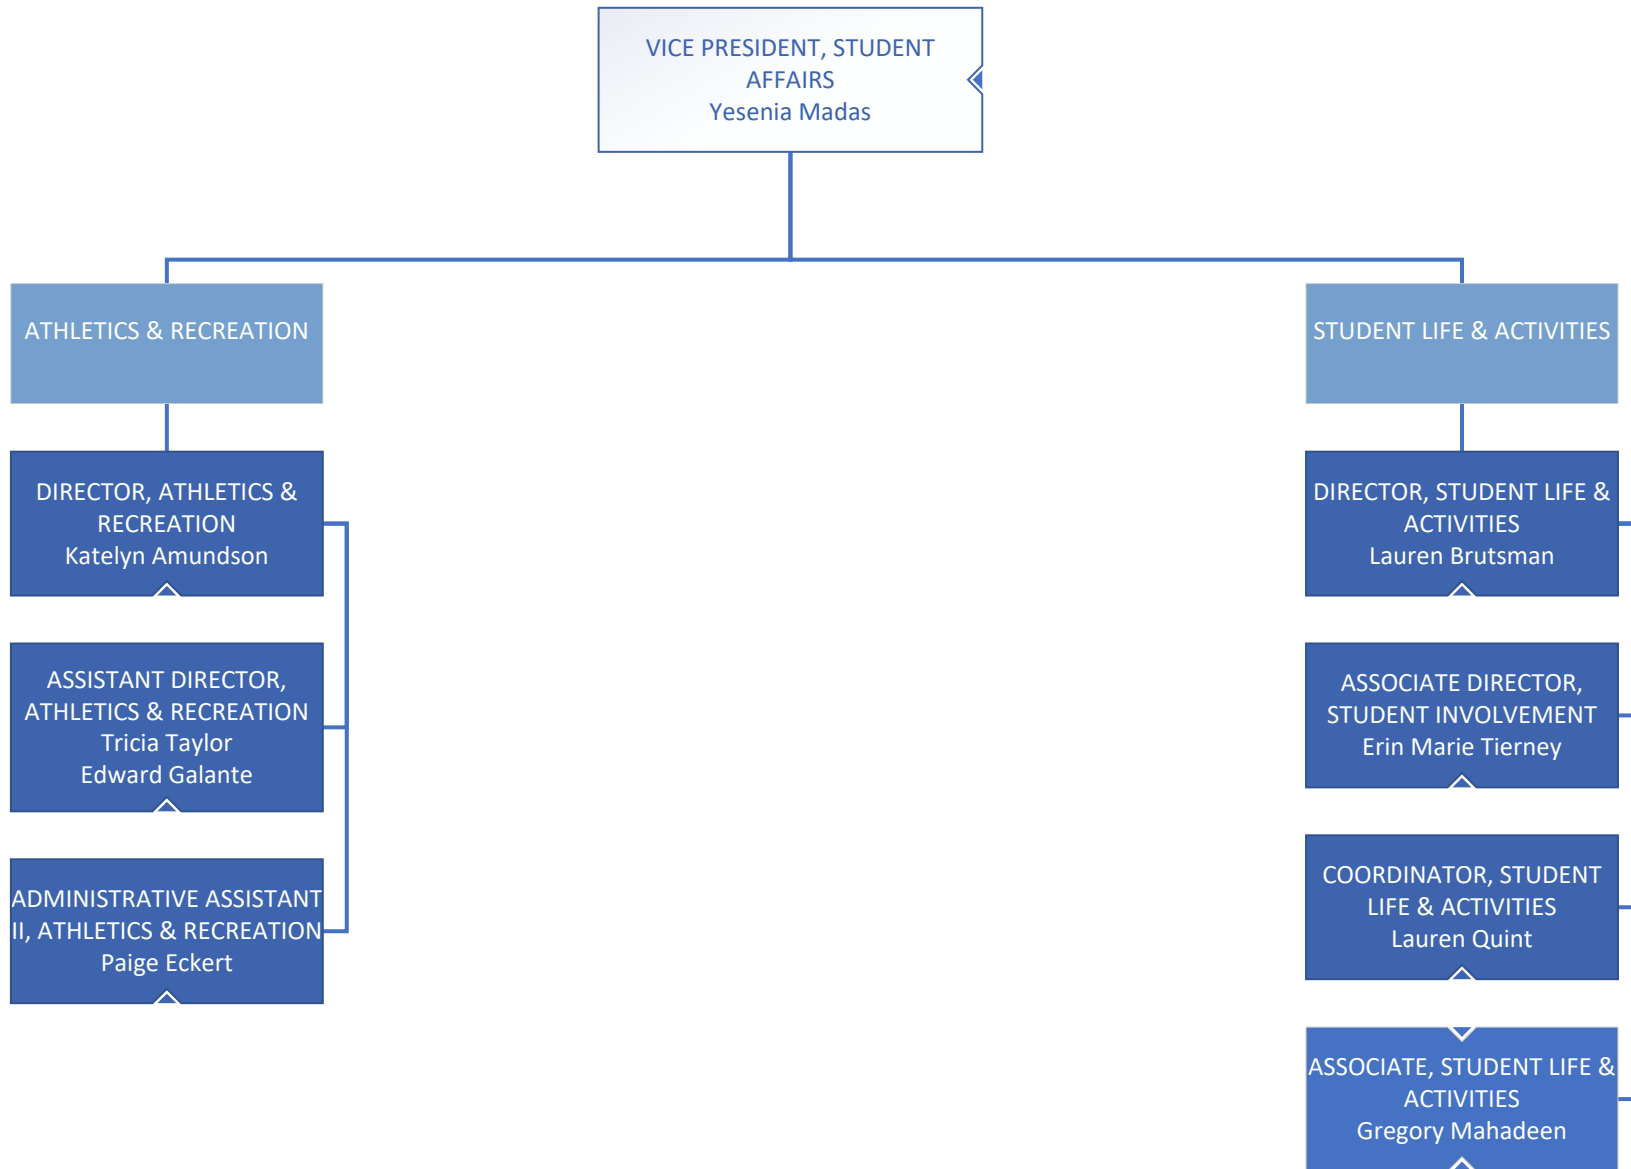 VICE PRESIDENT, STUDENT
AFFAIRS
Yesenia Madas
ATHLETICS & RECREATION
DIRECTOR, ATHLETICS &
RECREATION
Katelyn Amundson
ASSISTANT DIRECTOR,
ATHLETICS & RECREATION
Tricia Taylor
Edward Galante
ADMINISTRATIVE ASSISTANT
II, ATHLETICS & RECREATION
Paige Eckert
STUDENT LIFE & ACTIVITIES
DIRECTOR, STUDENT LIFE &
ACTIVITIES
Lauren Brutsman
ASSOCIATE DIRECTOR,
STUDENT INVOLVEMENT
Erin Marie Tierney
COORDINATOR, STUDENT
LIFE & ACTIVITIES
Lauren Quint
ASSOCIATE, STUDENT LIFE &
ACTIVITIES
Gregory Mahadeen